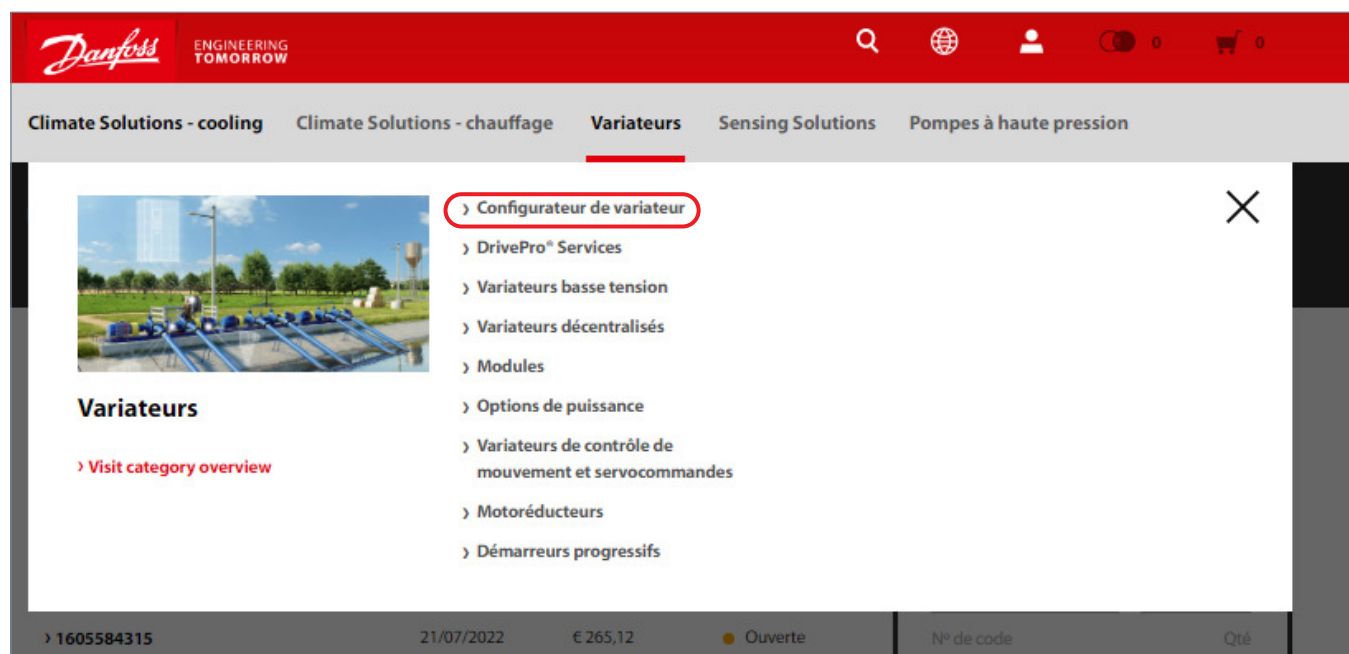 Danfoss
ENGINEERING
TOMORROW
0
0
Climate Solutions - cooling
Climate Solutions - chauffage
Variateurs
Sensing Solutions
Pompes à haute pression
› Configurateur de variateur
› DrivePro® Services
› Variateurs basse tension
› Variateurs décentralisés
› Modules
› Options de puissance
› Variateurs de contrôle de
mouvement et servocommandes
› Motoréducteurs
› Démarreurs progressifs
Variateurs
› Visit category overview
› 1605584315
21/07/2022
€ 265,12
Ouverte
Nº de code
Qté